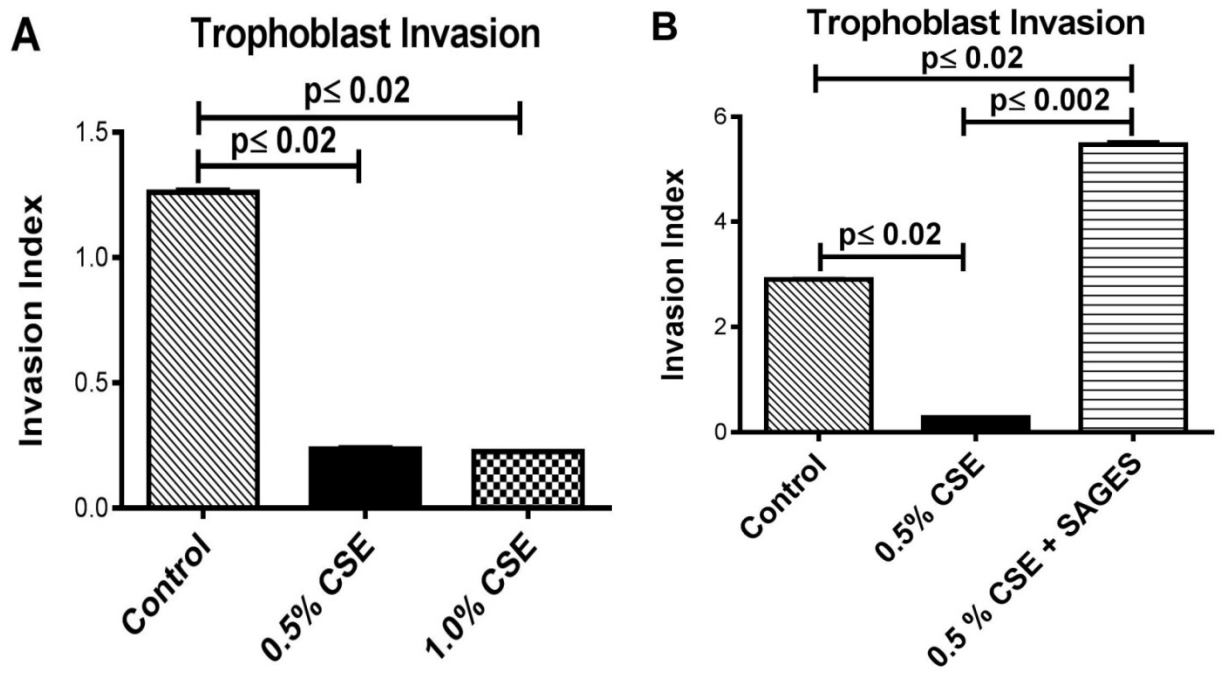 A
Trophoblast Invasion
p≤ 0.02
p≤ 0.02
Invasion Index
1.5
1.0
0.5
0.0
Control
0.5% CSE
1.0% CSE
B
Trophoblast Invasion
p≤ 0.02
p≤ 0.002
p≤ 0.02
Invasion Index
6
4
2
0
Control
0.5% CSE
0.5 % CSE + SAGES